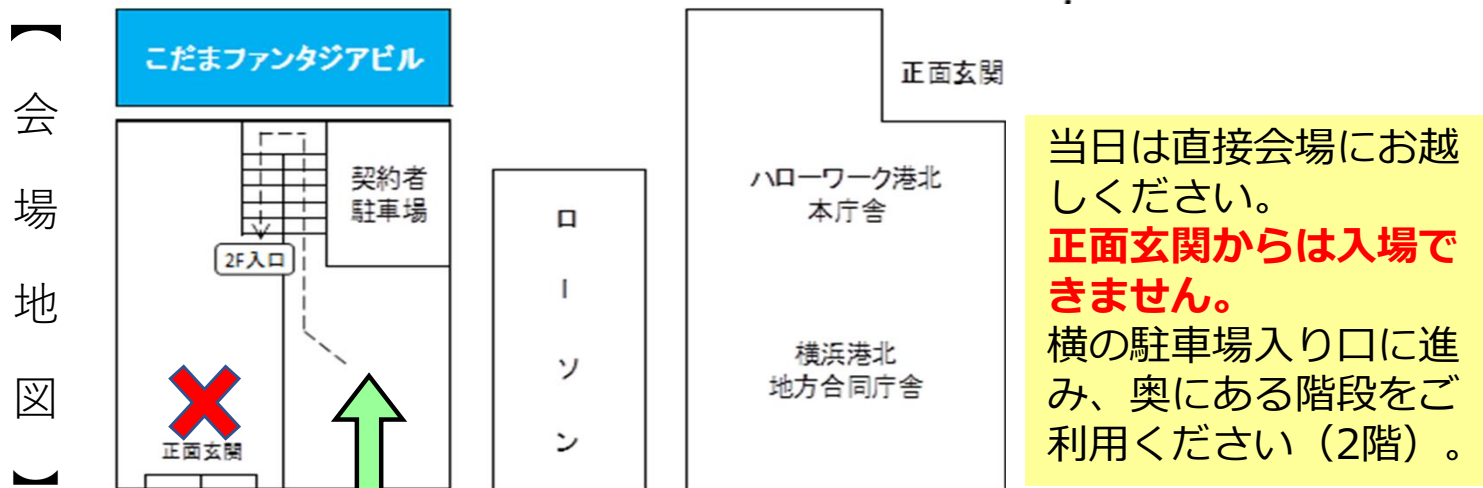 【会場地図】
こだまファンタジアビル
契約者
駐車場
2F入口
正面玄関
ローソン
正面玄関
ハローワーク港北
本庁舎
横浜港北
地方合同庁舎
当日は直接会場にお越
しください。
正面玄関からは入場で
きません。
横の駐車場入り口に進
み、奥にある階段をご
利用ください（2階）。